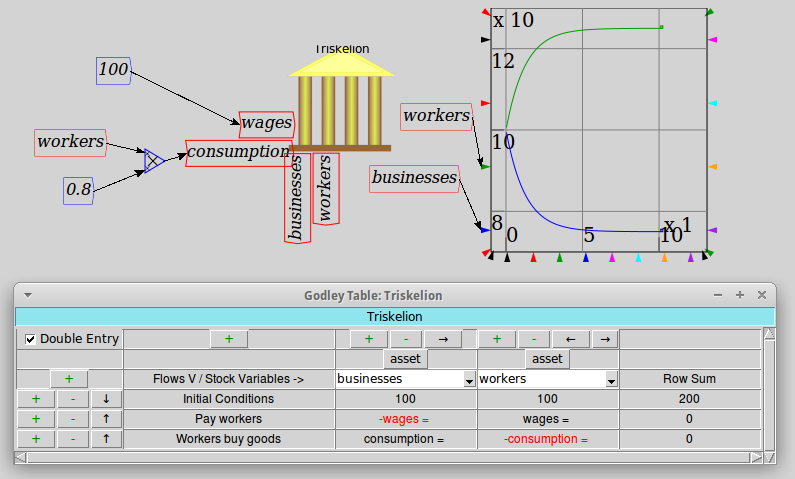 Triskelion
100
wages
workers
consumption
0.8
businesses
workers
workers
businesses
x 10
12
10
8
0
5
10
x 1
Godley Table: Triskelion
Triskelion
Double Entry + + - → + - ← →
asset asset
+ Flows V / Stock Variables -> businesses workers Row Sum
+ - ↓ Initial Conditions 100 100 200
+ - ↑ Pay workers -wages = wages = 0
+ - ↑ Workers buy goods consumption = -consumption = 0